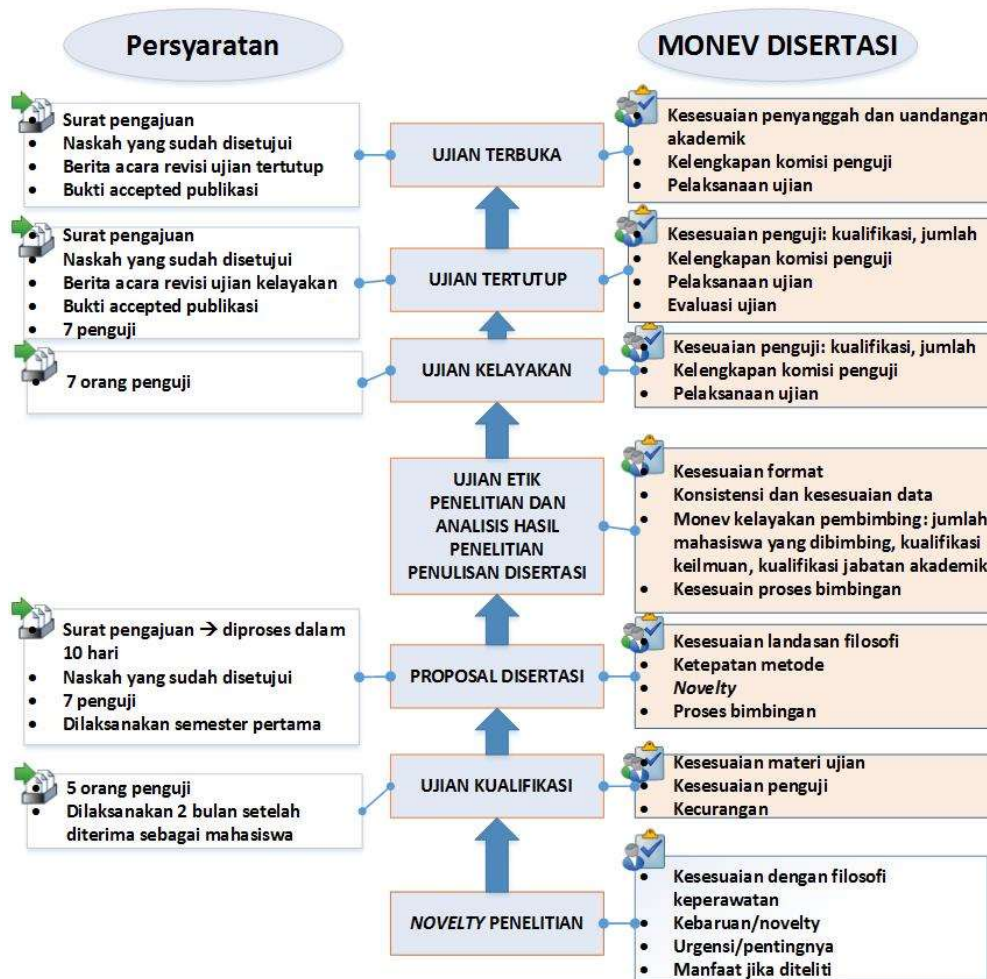 Persyaratan
MONEV DISERTASI
Surat pengajuan
Naskah yang sudah disetujui
Berita acara revisi ujian tertutup
Bukti accepted publikasi
UJIAN TERBUKA
Kesesuaian penyanggah dan uandangan
akademik
Kelengkapan komisi penguji
Pelaksanaan ujian
Surat pengajuan
Naskah yang sudah disetujui
Berita acara revisi ujian kelayakan
Bukti accepted publikasi
7 penguji
UJIAN TERTUTUP
Kesesuaian penguji: kualifikasi, jumlah
Kelengkapan komisi penguji
Pelaksanaan ujian
Evaluasi ujian
7 orang penguji
UJIAN KELAYAKAN
Keseuaian penguji: kualifikasi, jumlah
Kelengkapan komisi penguji
Pelaksanaan ujian
UJIAN ETIK
PENELITIAN DAN
ANALISIS HASIL
PENELITIAN
PENULISAN DISERTASI
Kesesuaian format
Konsistensi dan kesesuaian data
Monev kelayakan pembimbing: jumlah
mahasiswa yang dibimbing, kualifikasi
keilmuan, kualifikasi jabatan akademik
Kesesuain proses bimbingan
Surat pengajuan → diproses dalam
10 hari
Naskah yang sudah disetujui
7 penguji
Dilaksanakan semester pertama
PROPOSAL DISERTASI
Kesesuaian landasan filosofi
Ketepatan metode
Novelty
Proses bimbingan
5 orang penguji
Dilaksanakan 2 bulan setelah
diterima sebagai mahasiswa
UJIAN KUALIFIKASI
Kesesuaian materi ujian
Kesesuaian penguji
Kecurangan
NOVELTY PENELITIAN
Kesesuaian dengan filosofi
keperawatan
Kebaruan/novelty
Urgensi/pentingnya
Manfaat jika diteliti